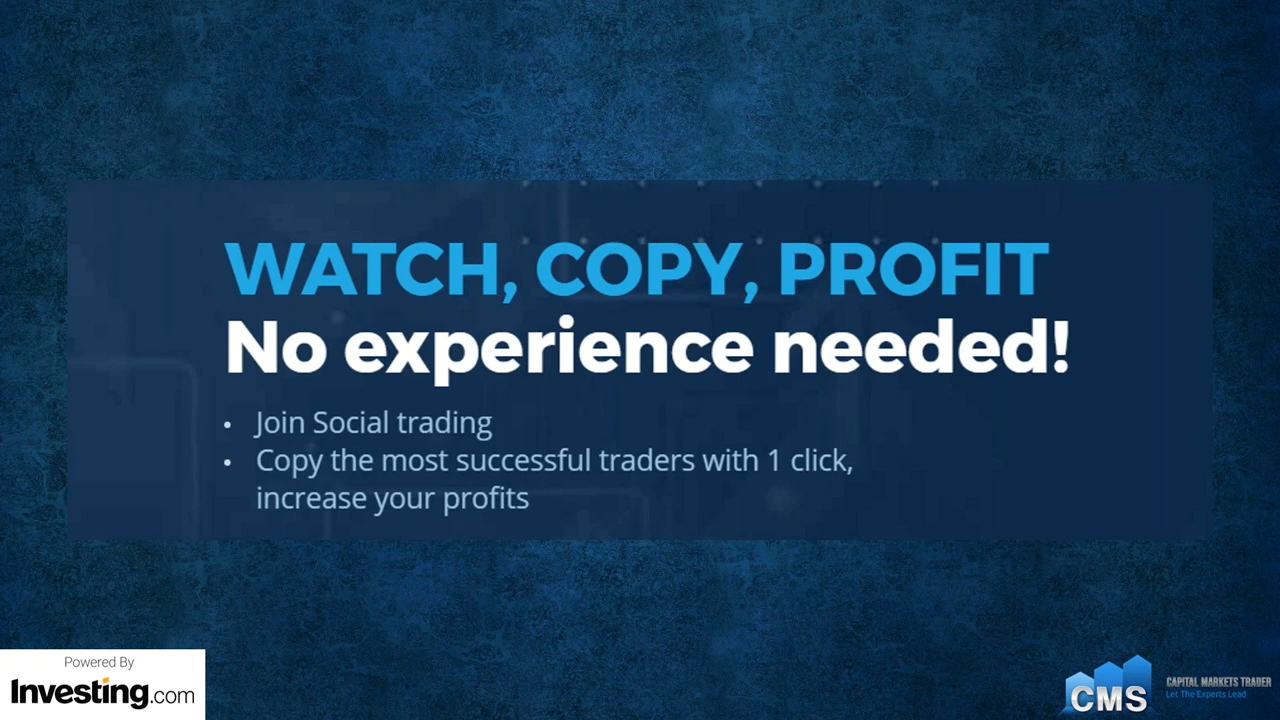 WATCH, COPY, PROFIT
No experience needed!
• Join Social trading
• Copy the most successful traders with 1 click,
increase your profits
Powered By
Investing.com
CMS
CAPITAL MARKETS TRADER
Let The Experts Lead